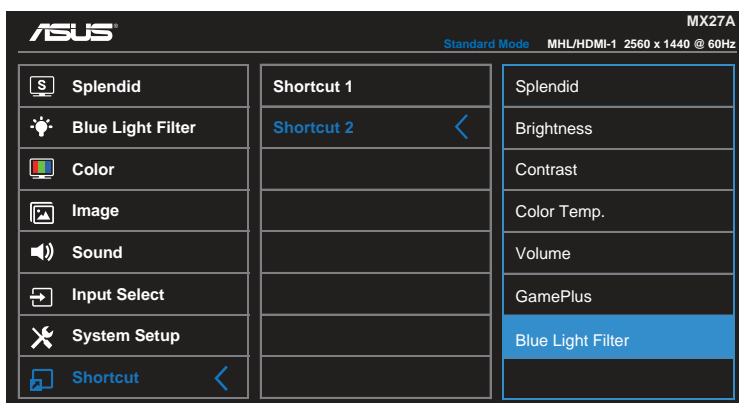 ASUS
MX27A
Standard Mode MHL/HDMI-1 2560 x 1440 @ 60Hz
S Splendid
Blue Light Filter
Color
Image
Sound
Input Select
System Setup
Shortcut
Shortcut 1
Shortcut 2
Splendid
Brightness
Contrast
Color Temp.
Volume
GamePlus
Blue Light Filter